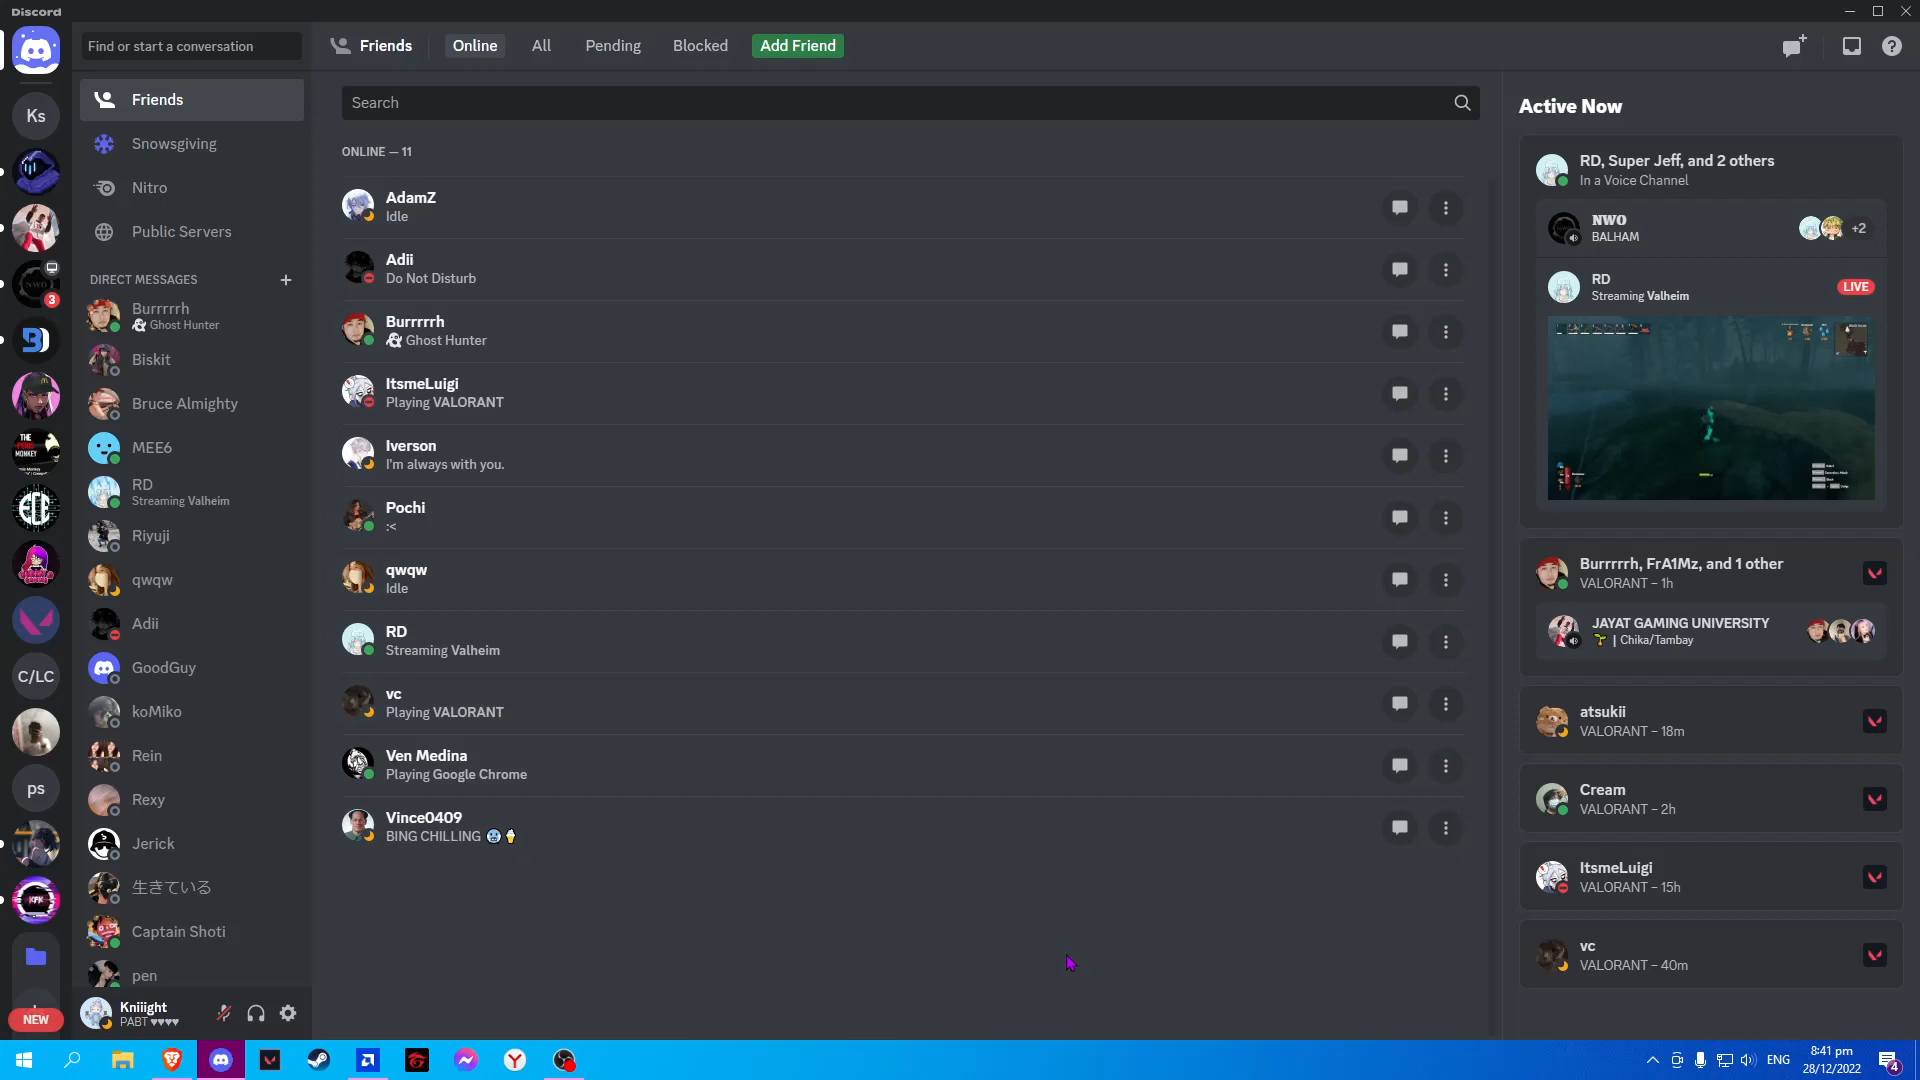 Discord
Find or start a conversation
Friends
Online
All
Pending
Blocked
Add Friend
Ks
NWO
3
THE
MONKEY
C/LC
ps
KFK
NEW
Friends
Snowsgiving
Nitro
Public Servers
DIRECT MESSAGES
Burrrrrh
Ghost Hunter
Biskit
Bruce Almighty
MEE6
RD
Streaming Valheim
Riyuji
qwqw
Adii
GoodGuy
koMiko
Rein
Rexy
Jerick
生きている
Captain Shoti
pen
Kniiight
PABT ♥♥♥♥
Search
ONLINE — 11
AdamZ
Idle
Adii
Do Not Disturb
Burrrrrh
Ghost Hunter
ItsmeLuigi
Playing VALORANT
Iverson
I'm always with you.
Pochi
:<
qwqw
Idle
RD
Streaming Valheim
vc
Playing VALORANT
Ven Medina
Playing Google Chrome
Vince0409
BING CHILLING 🥶🍦
Active Now
RD, Super Jeff, and 2 others
In a Voice Channel
NWO
BALHAM
+2
RD
Streaming Valheim
LIVE
Burrrrrh, FrA1Mz, and 1 other
VALORANT – 1h
JAYAT GAMING UNIVERSITY
🌱 | Chika/Tambay
atsukii
VALORANT – 18m
Cream
VALORANT – 2h
ItsmeLuigi
VALORANT – 15h
vc
VALORANT – 40m
ENG
8:41 pm
28/12/2022
4